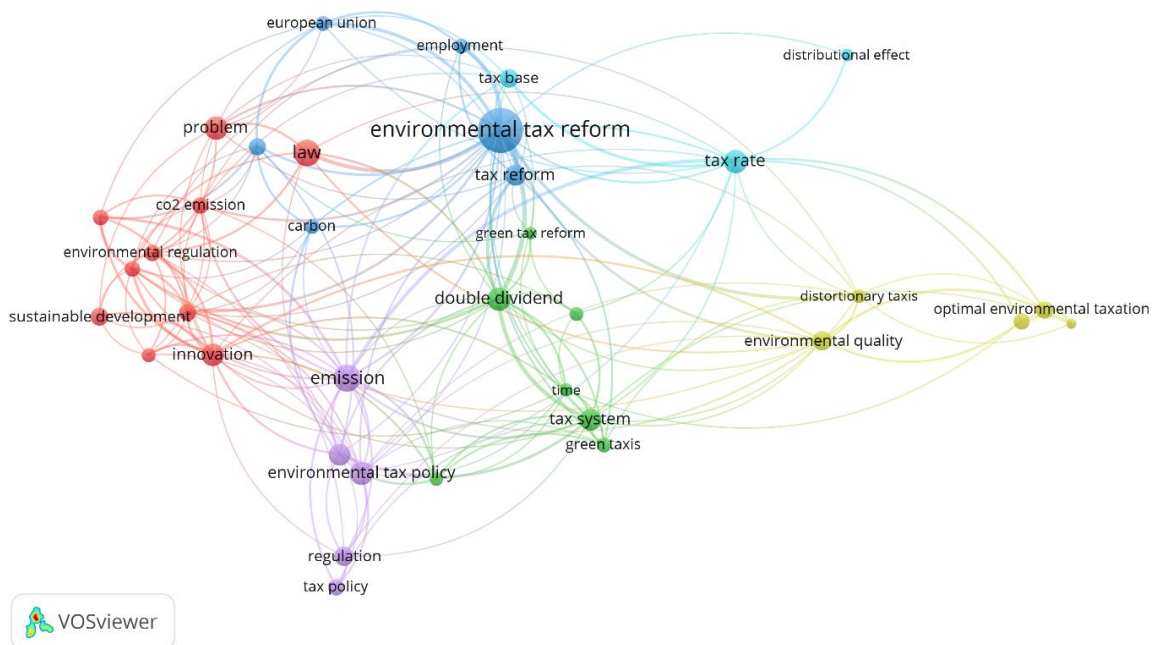 european union
employment
distributional effect
tax base
problem
environmental tax reform
law
tax rate
tax reform
co2 emission
carbon
green tax reform
environmental regulation
double dividend
distortionary taxis
optimal environmental taxation
sustainable development
environmental quality
innovation
emission
time
tax system
green taxis
environmental tax policy
regulation
tax policy
VOSviewer